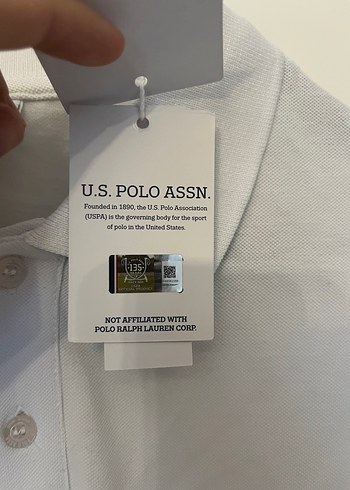 U.S. POLO ASSN.
Founded in 1890, the U.S. Polo Association
(USPA) is the governing body for the sport
of polo in the United States.
135
NOT AFFILIATED WITH
POLO RALPH LAUREN CORP.